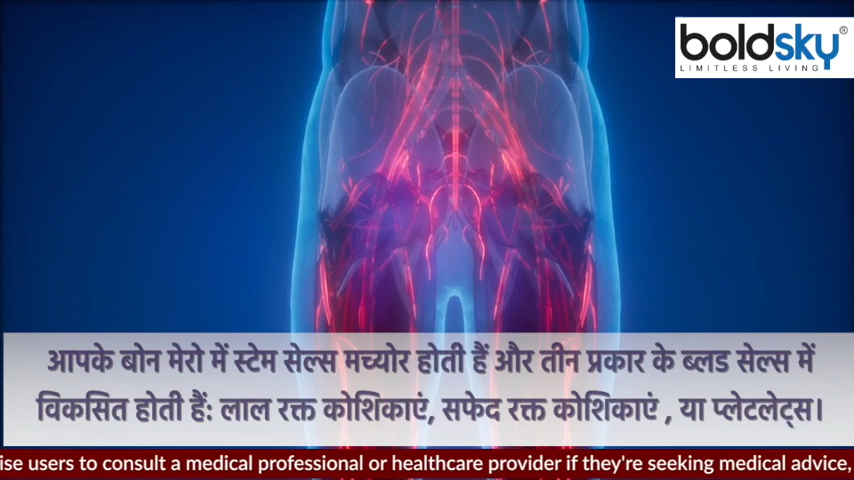 boldsky®
LIMITLESS LIVING
आपके बोन मेरो में स्टेम सेल्स मच्योर होती हैं और तीन प्रकार के ब्लड सेल्स में
विकसित होती हैं: लाल रक्त कोशिकाएं, सफेद रक्त कोशिकाएं , या प्लेटलेट्स।
ise users to consult a medical professional or healthcare provider if they're seeking medical advice,